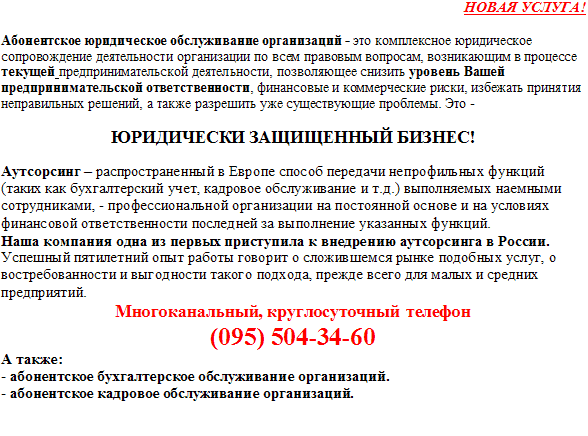 НОВАЯ УСЛУГА!
Абонентское юридическое обслуживание организаций - это комплексное юридическое
сопровождение деятельности организации по всем правовым вопросам, возникающим в процессе
текущей предпринимательской деятельности, позволяющее снизить уровень Вашей
предпринимательской ответственности, финансовые и коммерческие риски, избежать принятия
неправильных решений, а также разрешить уже существующие проблемы. Это -
ЮРИДИЧЕСКИ ЗАЩИЩЕННЫЙ БИЗНЕС!
Аутсорсинг – распространенный в Европе способ передачи непрофильных функций
(таких как бухгалтерский учет, кадровое обслуживание и т.д.) выполняемых наемными
сотрудниками, - профессиональной организации на постоянной основе и на условиях
финансовой ответственности последней за выполнение указанных функций.
Наша компания одна из первых приступила к внедрению аутсорсинга в России.
Успешный пятилетний опыт работы говорит о сложившемся рынке подобных услуг, о
востребованности и выгодности такого подхода, прежде всего для малых и средних
предприятий.
Многоканальный, круглосуточный телефон
(095) 504-34-60
А также:
- абонентское бухгалтерское обслуживание организаций.
- абонентское кадровое обслуживание организаций.